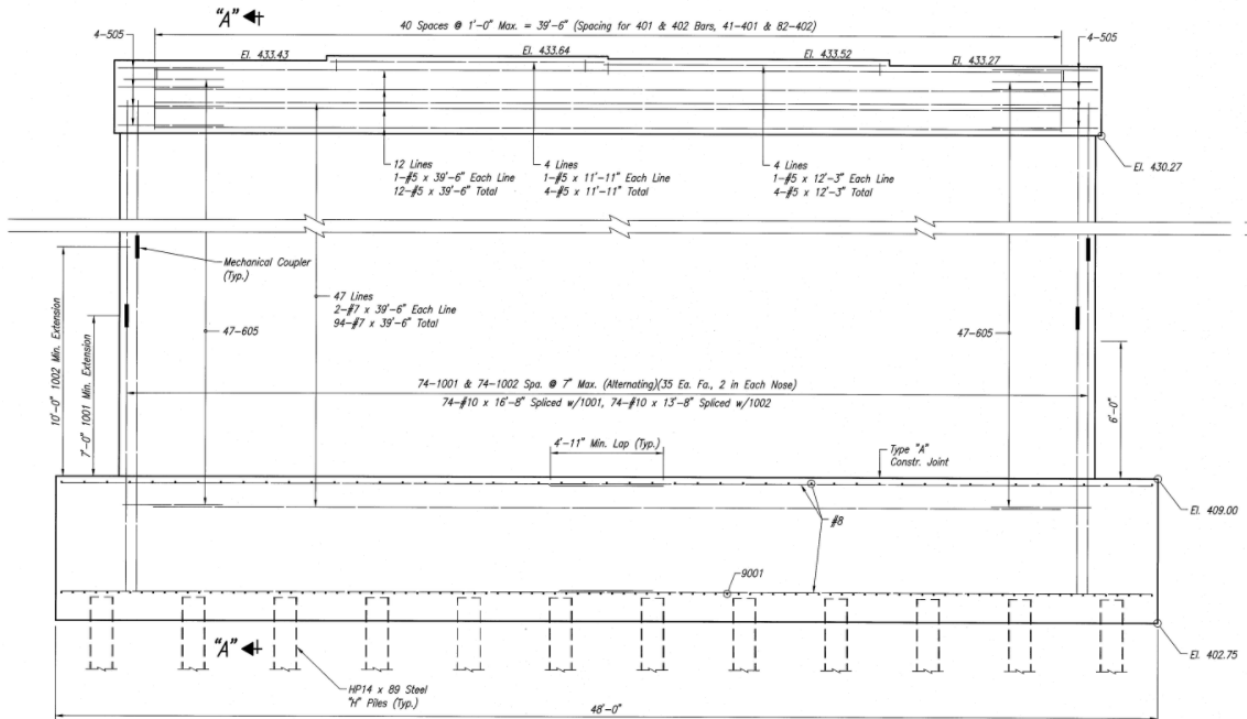 "A"
40 Spaces @ 1'-0" Max. = 39'-6" (Spacing for 401 & 402 Bars, 41-401 & 82-402)
4-505
4-505
El. 433.43
El. 433.64
El. 433.52
El. 433.27
12 Lines
1-#5 x 39'-6" Each Line
12-#5 x 39'-6" Total
4 Lines
1-#5 x 11'-11" Each Line
4-#5 x 11'-11" Total
4 Lines
1-#5 x 12'-3" Each Line
4-#5 x 12'-3" Total
El. 430.27
Mechanical Coupler
(Typ.)
47 Lines
2-#7 x 39'-6" Each Line
94-#7 x 39'-6" Total
47-605
47-605
10'-0" 1002 Min. Extension
7'-0" 1001 Min. Extension
74-1001 & 74-1002 Spa. @ 7" Max. (Alternating)(35 Ea. Fa., 2 in Each Nose)
74-#10 x 16'-8" Spliced w/1001, 74-#10 x 13'-8" Spliced w/1002
6'-0"
4'-11" Min. Lap (Typ.)
Type "A"
Constr. Joint
El. 409.00
#8
9001
El. 402.75
"A"
HP14 x 89 Steel
"H" Piles (Typ.)
48'-0"